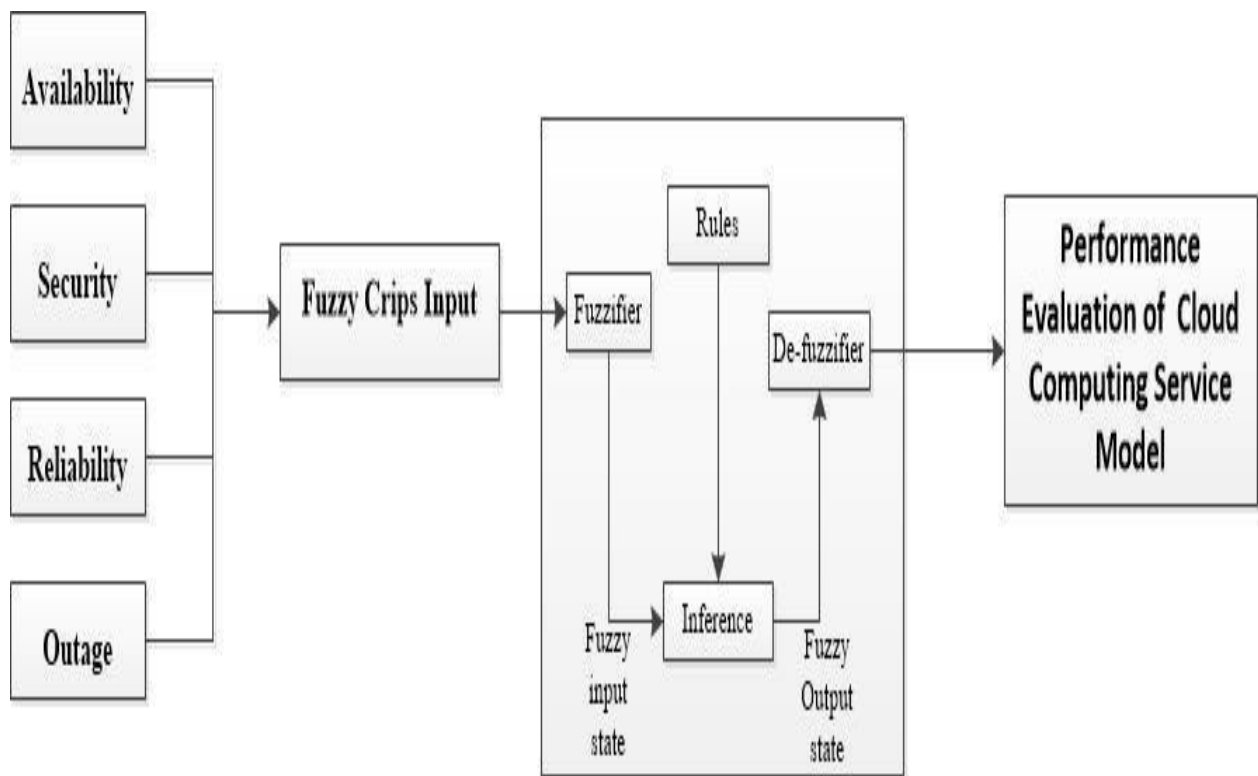 Availability
Security
Reliability
Outage
Fuzzy Crips Input
Fuzzifier
Rules
De-fuzzifier
Inference
Fuzzy
input
state
Fuzzy
Output
state
Performance
Evaluation of Cloud
Computing Service
Model